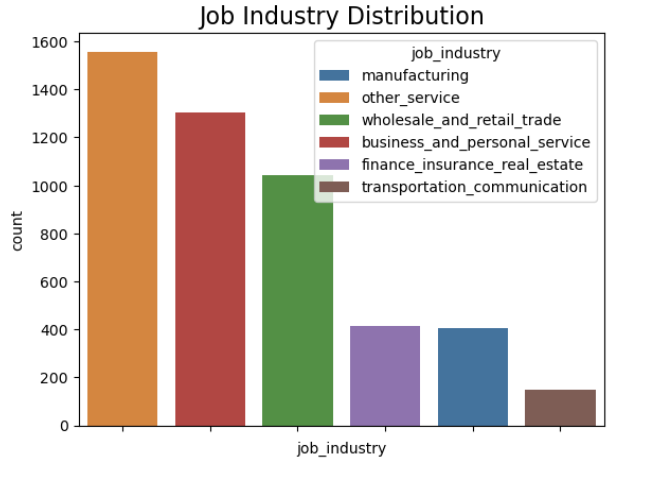 Job Industry Distribution
1600
1400
1200
1000
800
600
400
200
0
count
job_industry
manufacturing
other_service
wholesale_and_retail_trade
business_and_personal_service
finance_insurance_real_estate
transportation_communication
job_industry